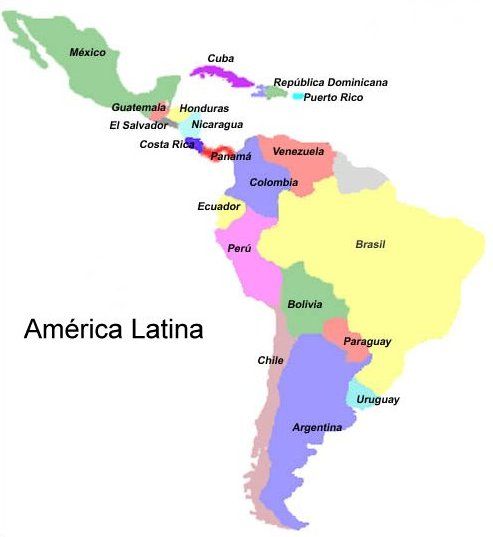 México
Cuba
República Dominicana
Puerto Rico
Guatemala
Honduras
El Salvador
Nicaragua
Costa Rica
Panamá
Venezuela
Colombia
Ecuador
Brasil
Perú
Bolivia
América Latina
Paraguay
Chile
Uruguay
Argentina